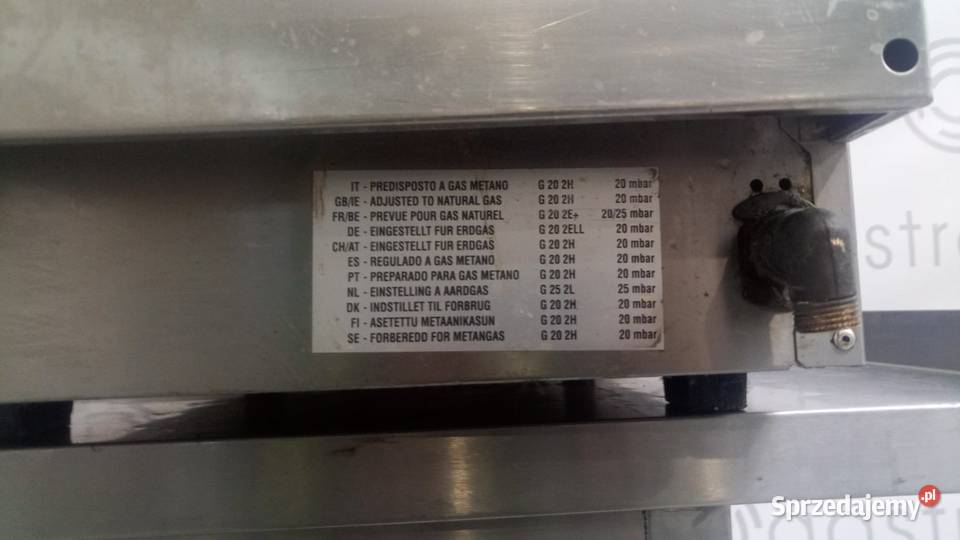 IT - PREDISPOSTO A GAS METANO G 20 2H 20 mbar
GB/IE - ADJUSTED TO NATURAL GAS G 20 2H 20 mbar
FR/BE - PREVUE POUR GAS NATUREL G 20 2E+ 20/25 mbar
DE - EINGESTELLT FUR ERDGAS G 20 2ELL 20 mbar
CH/AT - EINGESTELLT FUR ERDGAS G 20 2H 20 mbar
ES - REGULADO A GAS METANO G 20 2H 20 mbar
PT - PREPARADO PARA GAS METANO G 20 2H 20 mbar
NL - EINSTELLING A AARDGAS G 25 2L 25 mbar
DK - INDSTILLET TIL FORBRUG G 20 2H 20 mbar
FI - ASETETTU METAANIKASUN G 20 2H 20 mbar
SE - FORBEREDD FOR METANGAS G 20 2H 20 mbar
Sprzedajemy.pl